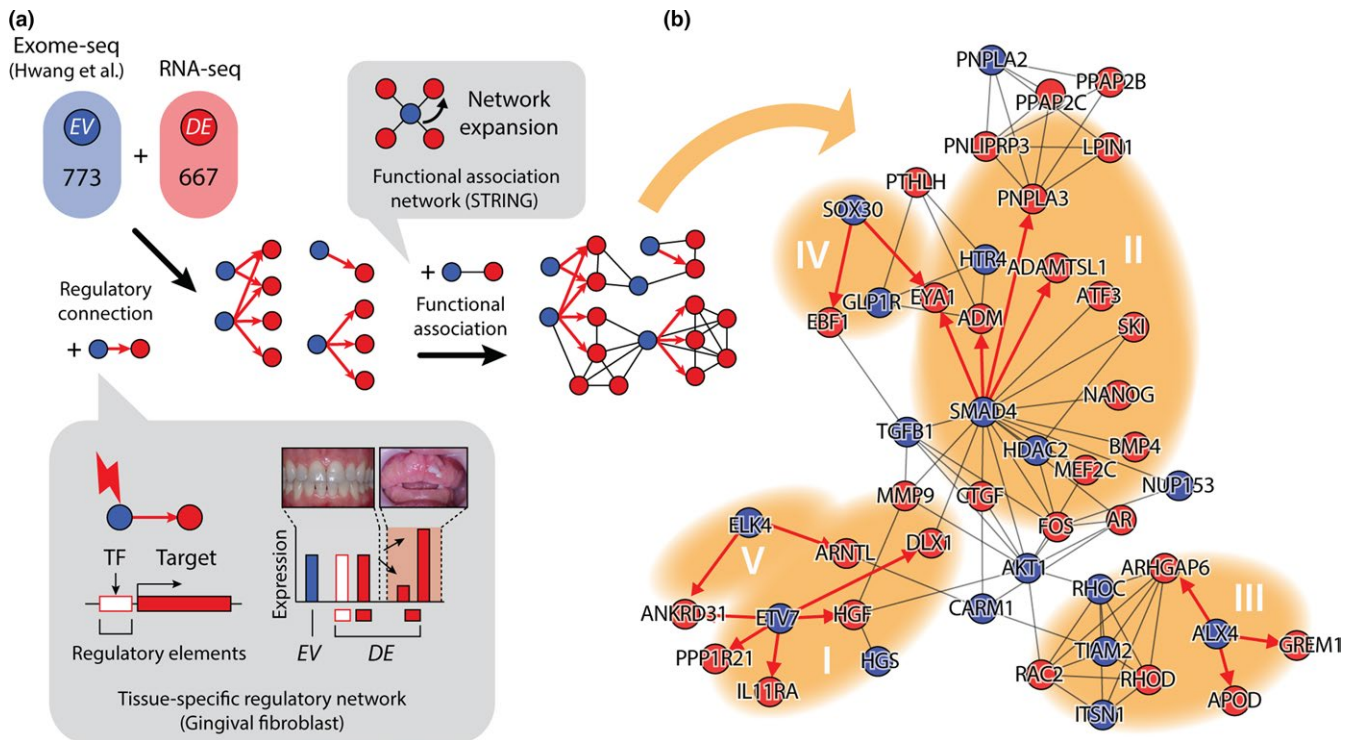 (a)
Exome-seq
(Hwang et al.)
RNA-seq
EV
773
+
DE
667
Network
expansion
Functional association
network (STRING)
Regulatory
connection
+
+
Functional
association
TF
Target
Regulatory elements
Expression
EV
DE
Tissue-specific regulatory network
(Gingival fibroblast)
(b)
PNPLA2
PPAP2B
PPAP2C
PNLIPRP3
LPIN1
PTHLH
PNPLA3
SOX30
IV
II
HTR4
ADAMTSL1
GLP1R
EYA1
ATF3
EBF1
ADM
SKI
NANOG
SMAD4
TGFB1
HDAC2
BMP4
MEF2C
NUP153
MMP9
CTGF
ELK4
FOS
AR
V
ARNTL
DLX1
AKT1
ARHGAP6
RHOC
III
ANKRD31
ETV7
HGF
CARM1
ALX4
TIAM2
GREM1
PPP1R21
I
HGS
RAC2
RHOD
IL11RA
APOD
ITSN1